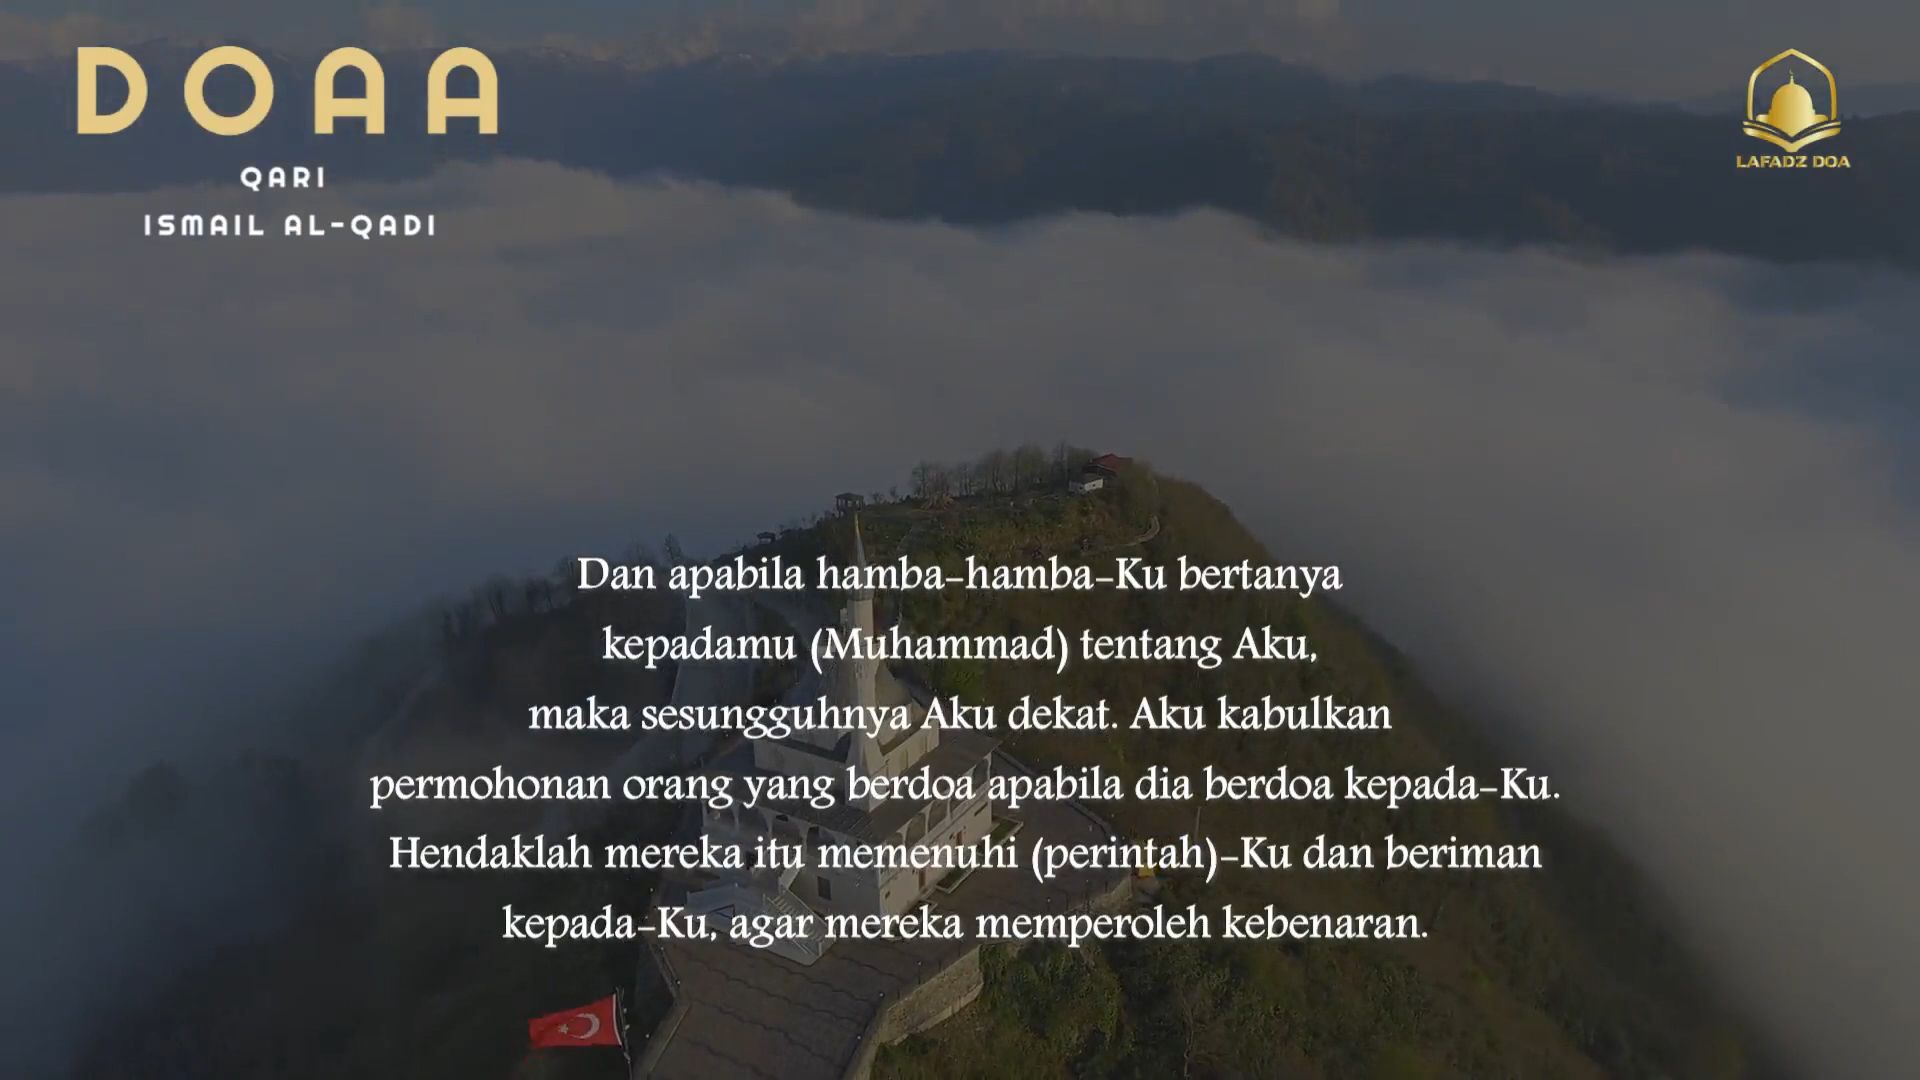 DOAA
QARI
ISMAIL AL-QADI
LAFADZ DOA
Dan apabila hamba-hamba-Ku bertanya
kepadamu (Muhammad) tentang Aku,
maka sesungguhnya Aku dekat. Aku kabulkan
permohonan orang yang berdoa apabila dia berdoa kepada-Ku.
Hendaklah mereka itu memenuhi (perintah)-Ku dan beriman
kepada-Ku, agar mereka memperoleh kebenaran.